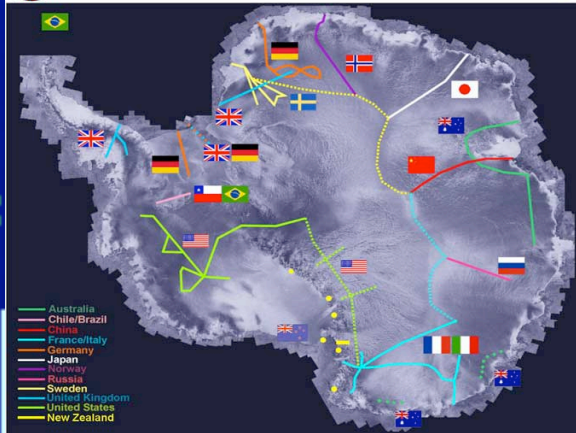 Australia
Chile/Brazil
China
France/Italy
Germany
Japan
Norway
Russia
Sweden
United Kingdom
United States
New Zealand